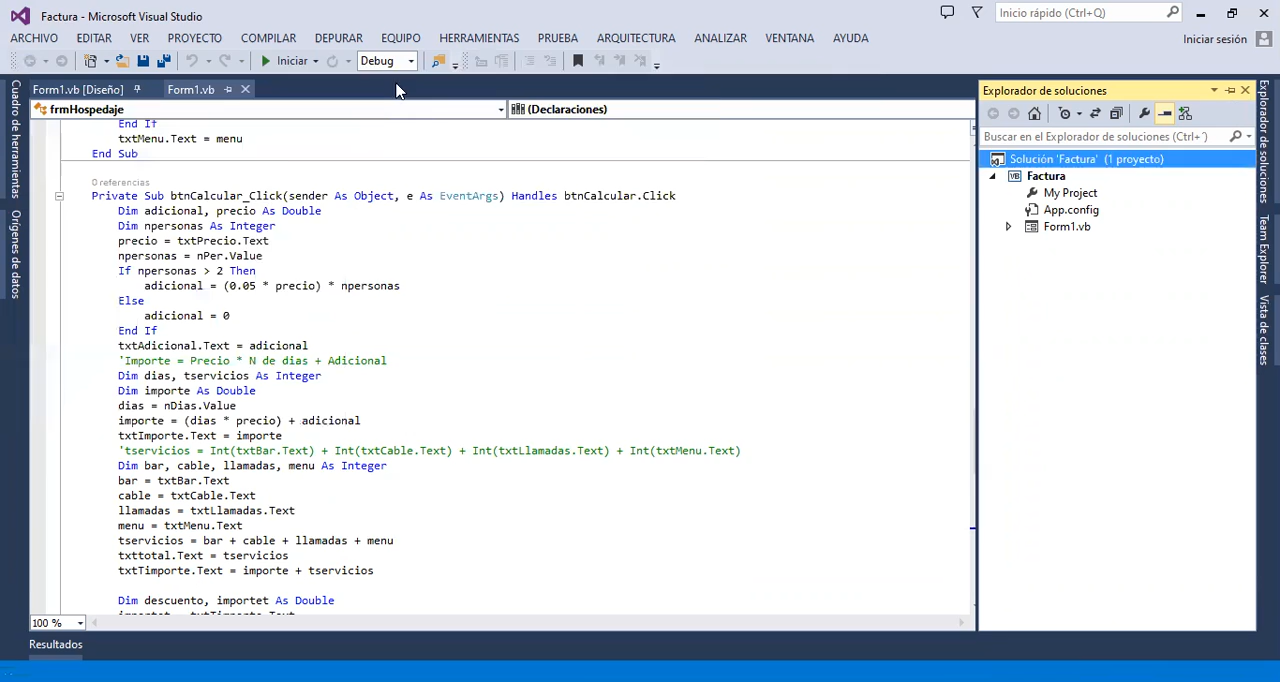 Factura - Microsoft Visual Studio
Inicio rápido (Ctrl+Q)
ARCHIVO EDITAR VER PROYECTO COMPILAR DEPURAR EQUIPO HERRAMIENTAS PRUEBA ARQUITECTURA ANALIZAR VENTANA AYUDA
Iniciar sesión
Iniciar Debug
Form1.vb [Diseño] Form1.vb
frmHospedaje (Declaraciones)
End If
txtMenu.Text = menu
End Sub
0 referencias
Private Sub btnCalcular_Click(sender As Object, e As EventArgs) Handles btnCalcular.Click
Dim adicional, precio As Double
Dim npersonas As Integer
precio = txtPrecio.Text
npersonas = nPer.Value
If npersonas > 2 Then
adicional = (0.05 * precio) * npersonas
Else
adicional = 0
End If
txtAdicional.Text = adicional
'Importe = Precio * N de dias + Adicional
Dim dias, tservicios As Integer
Dim importe As Double
dias = nDias.Value
importe = (dias * precio) + adicional
txtImporte.Text = importe
'tservicios = Int(txtBar.Text) + Int(txtCable.Text) + Int(txtLlamadas.Text) + Int(txtMenu.Text)
Dim bar, cable, llamadas, menu As Integer
bar = txtBar.Text
cable = txtCable.Text
llamadas = txtLlamadas.Text
menu = txtMenu.Text
tservicios = bar + cable + llamadas + menu
txttotal.Text = tservicios
txtTimporte.Text = importe + tservicios
Dim descuento, importet As Double
importet = txtTimporte.Text
100 %
Resultados
Cuadro de herramientas
Orígenes de datos
Explorador de soluciones
Buscar en el Explorador de soluciones (Ctrl+´)
Solución 'Factura' (1 proyecto)
Factura
My Project
App.config
Form1.vb
Explorador de soluciones
Team Explorer
Vista de clases